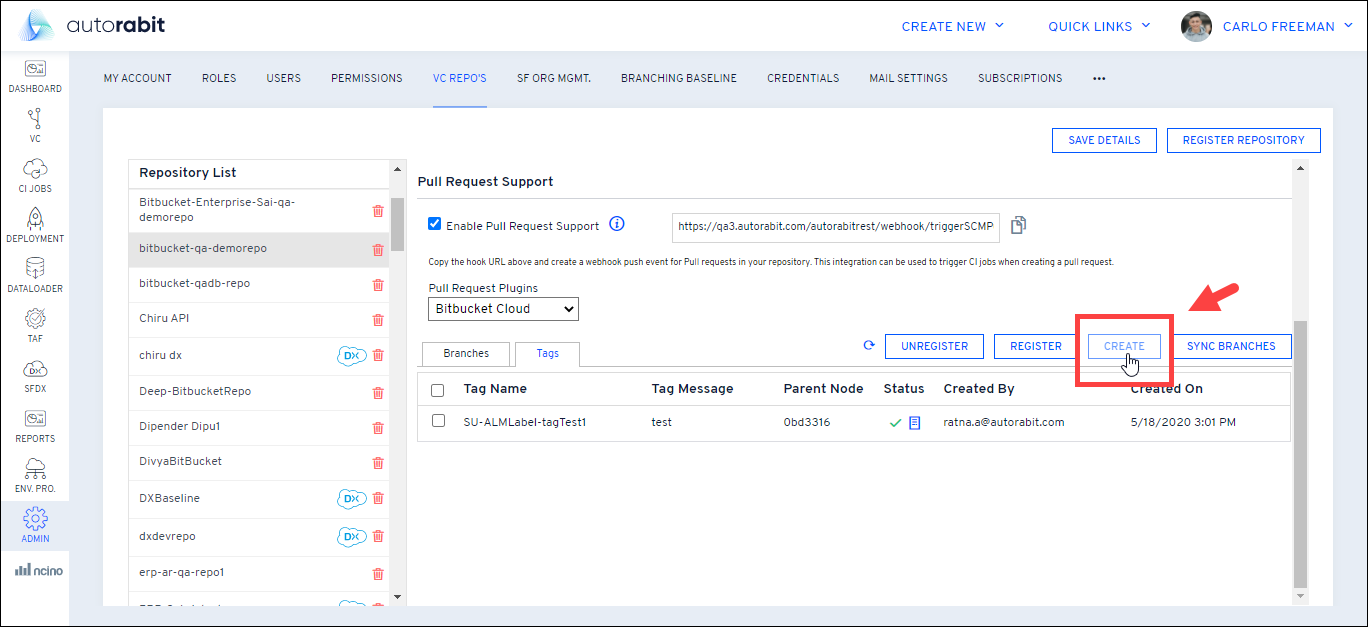 autorabit
CREATE NEW
QUICK LINKS
CARLO FREEMAN
DASHBOARD
VC
CI JOBS
DEPLOYMENT
DATALOADER
TAF
DX
SFDX
REPORTS
ENV. PRO.
ADMIN
ncino
MY ACCOUNT
ROLES
USERS
PERMISSIONS
VC REPO'S
SF ORG MGMT.
BRANCHING BASELINE
CREDENTIALS
MAIL SETTINGS
SUBSCRIPTIONS
•••
SAVE DETAILS
REGISTER REPOSITORY
Repository List
Bitbucket-Enterprise-Sai-qa-
demorepo
bitbucket-qa-demorepo
bitbucket-qadb-repo
Chiru API
chiru dx DX
Deep-BitbucketRepo
Dipender Dipu1
DivyaBitBucket
DXBaseline DX
dxdevrepo DX
erp-ar-qa-repo1
Pull Request Support
Enable Pull Request Support
https://qa3.autorabit.com/autorabitrest/webhook/triggerSCMP
Copy the hook URL above and create a webhook push event for Pull requests in your repository. This integration can be used to trigger CI jobs when creating a pull request.
Pull Request Plugins
Bitbucket Cloud
Branches
Tags
UNREGISTER
REGISTER
CREATE
SYNC BRANCHES
Tag Name Tag Message Parent Node Status Created By Created On
SU-ALMLabel-tagTest1 test 0bd3316 ratna.a@autorabit.com 5/18/2020 3:01 PM